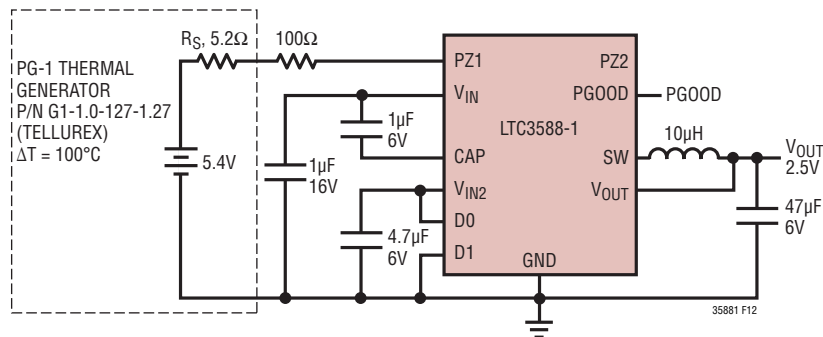 PG-1 THERMAL
GENERATOR
P/N G1-1.0-127-1.27
(TELLUREX)
∆T = 100°C
RS, 5.2Ω
100Ω
5.4V
1µF
16V
1µF
6V
4.7µF
6V
PZ1
VIN
CAP
VIN2
D0
D1
LTC3588-1
GND
PZ2
PGOOD
SW
VOUT
PGOOD
10µH
VOUT
2.5V
47µF
6V
35881 F12